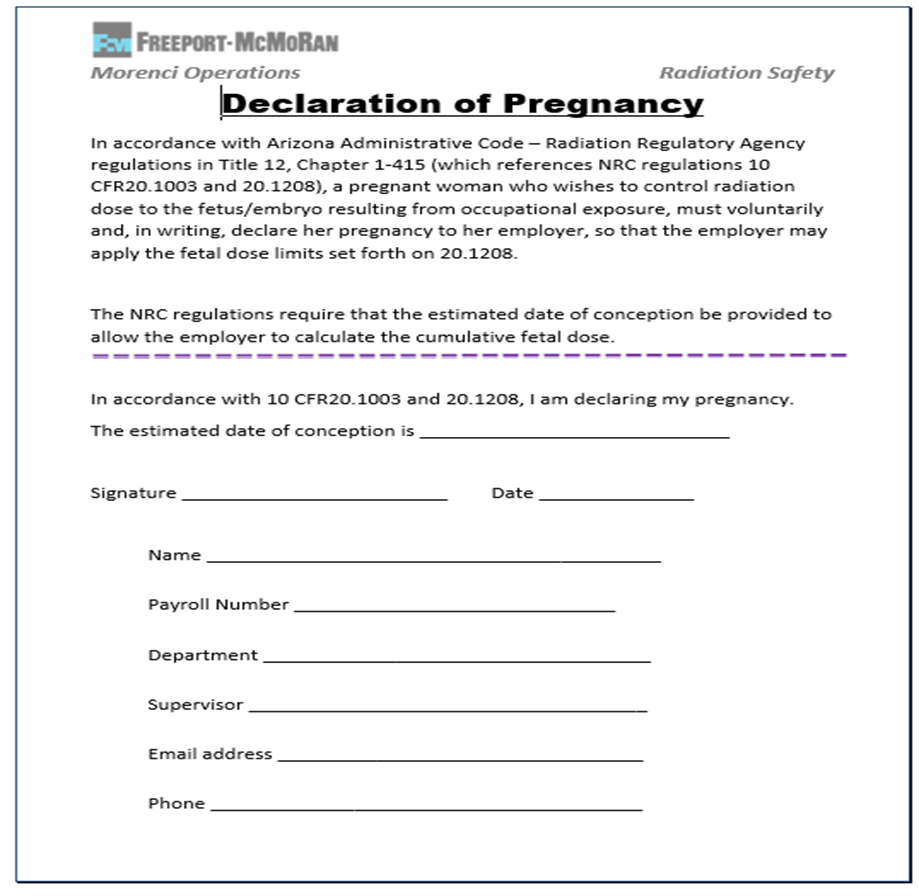 FCX FREEPORT-MCMORAN
Morenci Operations Radiation Safety
Declaration of Pregnancy
In accordance with Arizona Administrative Code – Radiation Regulatory Agency
regulations in Title 12, Chapter 1-415 (which references NRC regulations 10
CFR20.1003 and 20.1208), a pregnant woman who wishes to control radiation
dose to the fetus/embryo resulting from occupational exposure, must voluntarily
and, in writing, declare her pregnancy to her employer, so that the employer may
apply the fetal dose limits set forth on 20.1208.
The NRC regulations require that the estimated date of conception be provided to
allow the employer to calculate the cumulative fetal dose.
In accordance with 10 CFR20.1003 and 20.1208, I am declaring my pregnancy.
The estimated date of conception is ______________________________
Signature __________________________ Date _______________
Name ____________________________________________
Payroll Number _______________________________
Department ______________________________________
Supervisor _______________________________________
Email address ____________________________________
Phone __________________________________________